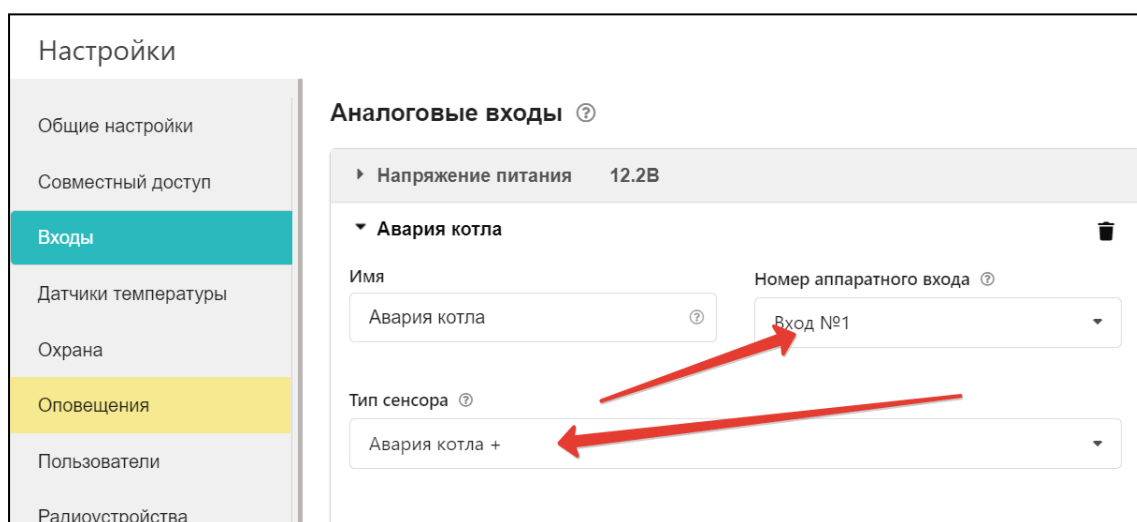 Настройки
Общие настройки
Совместный доступ
Входы
Датчики температуры
Охрана
Оповещения
Пользователи
Радиоустройства
Аналоговые входы ?
Напряжение питания 12.2В
Авария котла
Имя
Авария котла ?
Номер аппаратного входа ?
Вход №1
Тип сенсора ?
Авария котла +